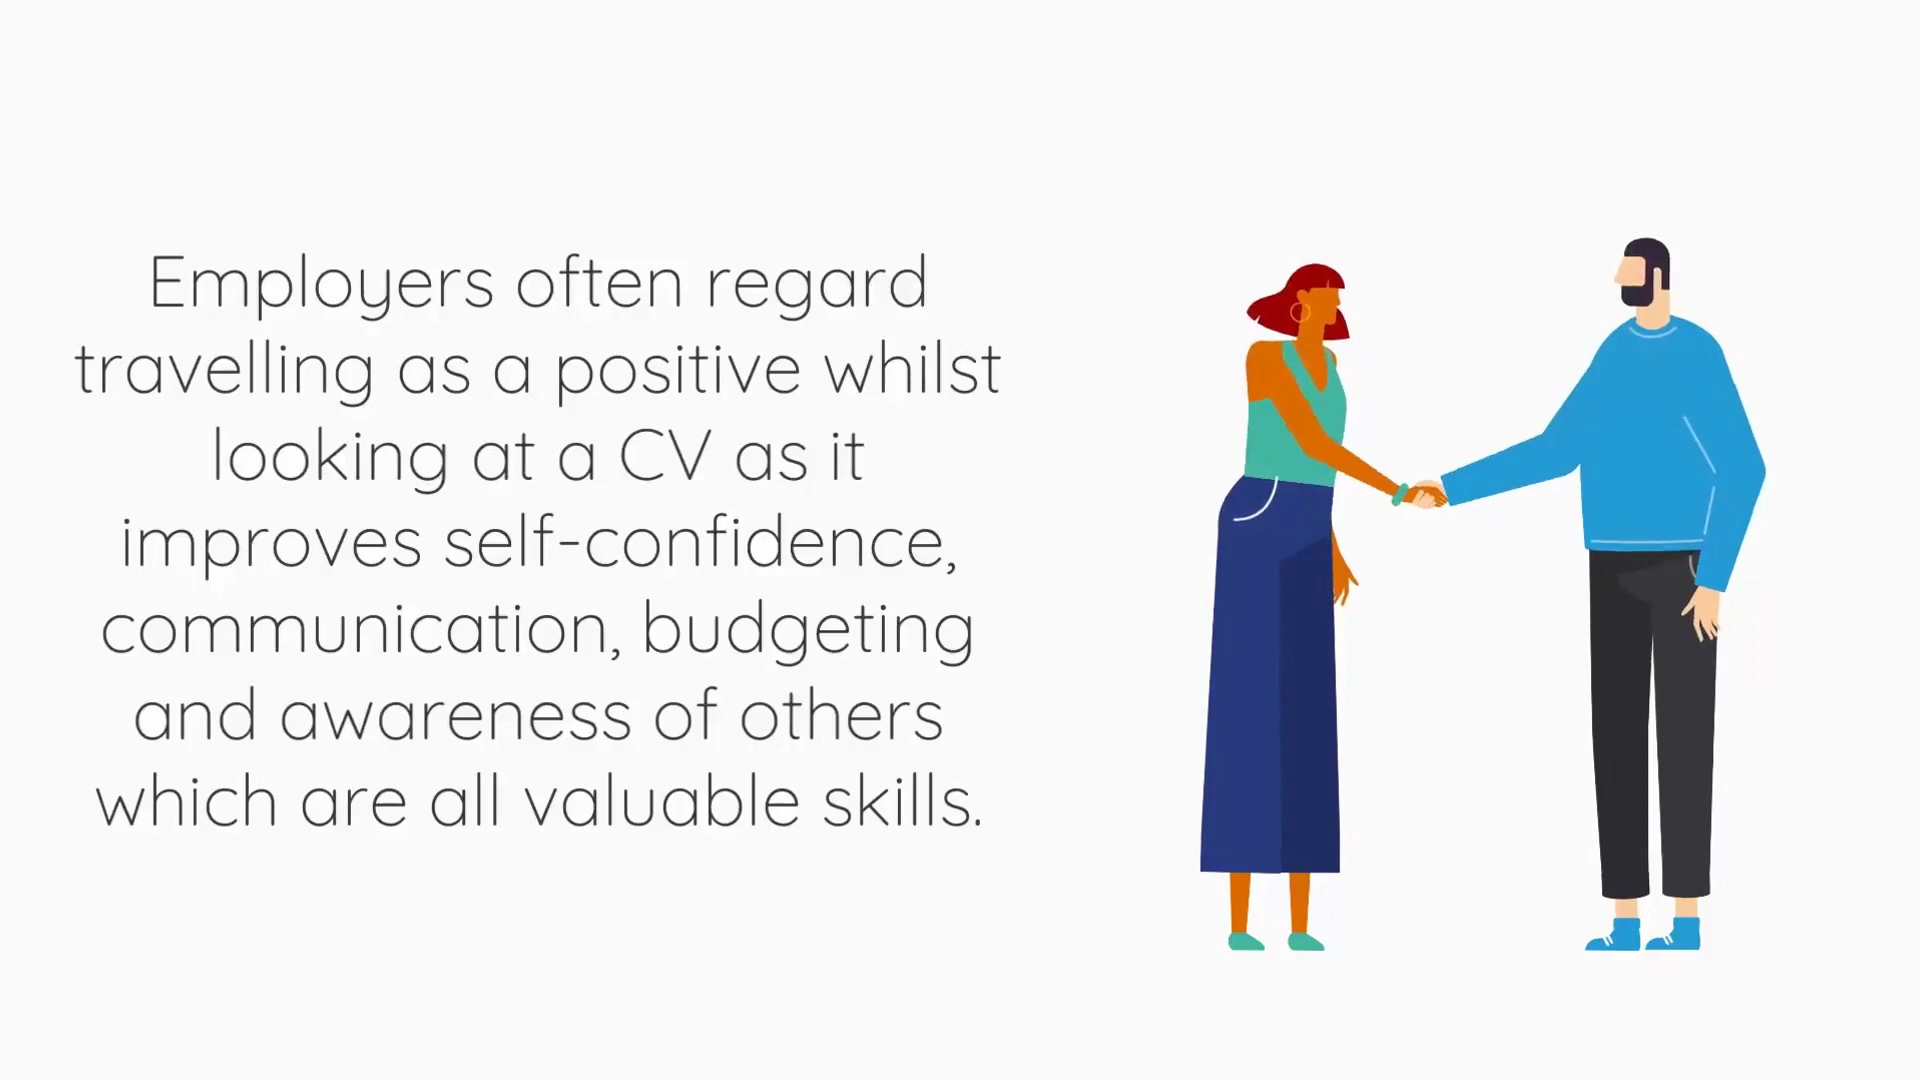 Employers often regard
travelling as a positive whilst
looking at a CV as it
improves self-confidence,
communication, budgeting
and awareness of others
which are all valuable skills.